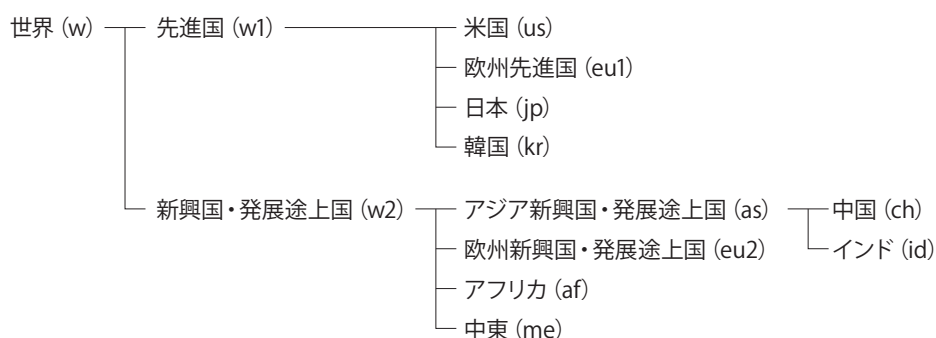 世界 (w) 先進国 (w1) 米国 (us)
欧州先進国 (eu1)
日本 (jp)
韓国 (kr)
新興国・発展途上国 (w2) アジア新興国・発展途上国 (as) 中国 (ch)
欧州新興国・発展途上国 (eu2) インド (id)
アフリカ (af)
中東 (me)